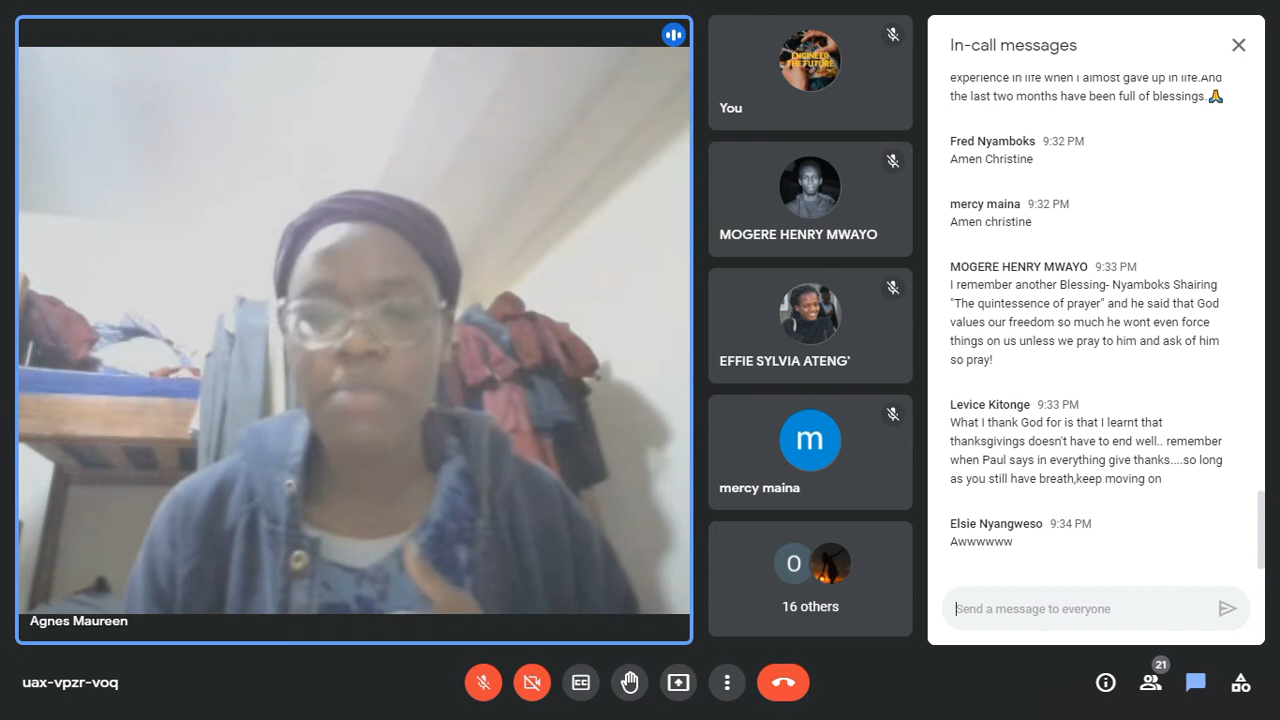 In-call messages
experience in life when I almost gave up in life.And
the last two months have been full of blessings.🙏
Fred Nyamboks 9:32 PM
Amen Christine
mercy maina 9:32 PM
Amen christine
MOGERE HENRY MWAYO 9:33 PM
I remember another Blessing- Nyamboks Shairing
"The quintessence of prayer" and he said that God
values our freedom so much he wont even force
things on us unless we pray to him and ask of him
so pray!
Levice Kitonge 9:33 PM
What I thank God for is that I learnt that
thanksgivings doesn't have to end well.. remember
when Paul says in everything give thanks....so long
as you still have breath,keep moving on
Elsie Nyangweso 9:34 PM
Awwwwww
Send a message to everyone
ENGINEER
THE FUTURE
You
MOGERE HENRY MWAYO
EFFIE SYLVIA ATENG'
m
mercy maina
O
16 others
Agnes Maureen
uax-vpzr-voq
CC
21